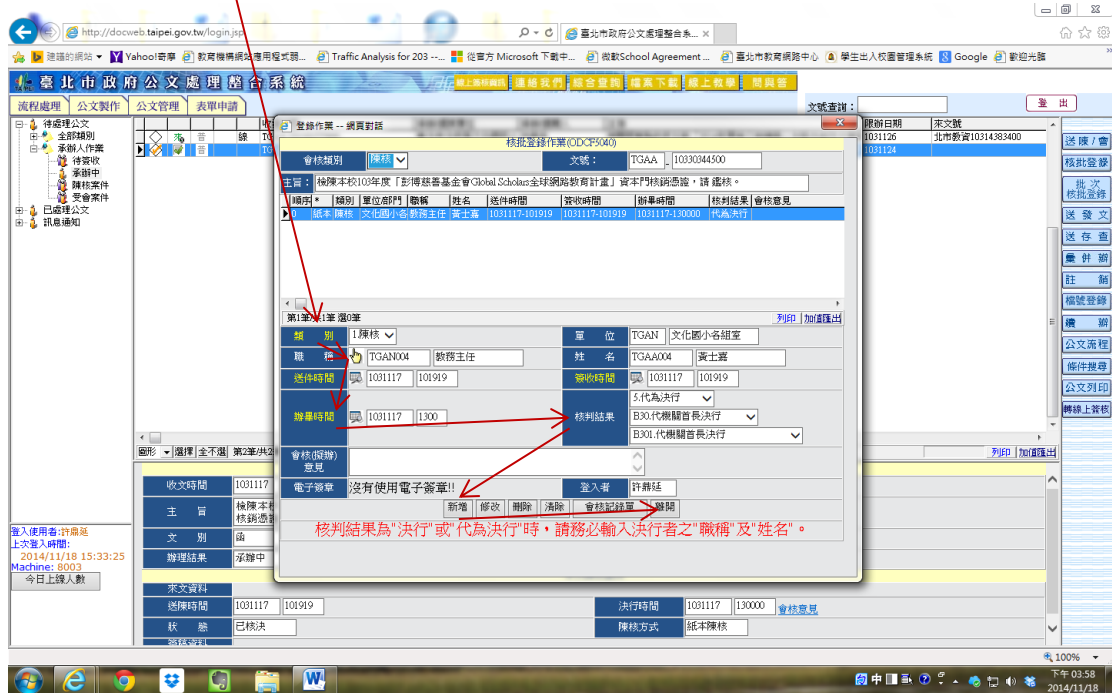 http://docweb.taipei.gov.tw/login.jsp
臺北市政府公文處理整合系...
建議的網站
Yahoo!奇摩
教育機構網站應用程式弱...
Traffic Analysis for 203 --...
從官方 Microsoft 下載中...
微軟School Agreement ...
臺北市教育網路中心
學生出入校園管理系統
Google
歡迎光臨
臺北市政府公文處理整合系統
連絡我們
綜合查詢
檔案下載
線上教學
問與答
流程處理
公文製作
公文管理
表單申請
文號查詢：
登 出
待處理公文
全部類別
承辦人作業
待簽收
承辦中
陳核案件
受會案件
已處理公文
訊息通知
限辦日期
來文號
1031126
北市教資10314383400
1031124
普
線
TG
送陳/會
核批登錄
批 次
核批登錄
送 發 文
送 存 查
彙 併 辦
註 銷
檔號登錄
續 辦
公文流程
條件搜尋
公文列印
轉線上簽核
登錄作業 -- 網頁對話
核批登錄作業(ODCF5040)
會核類別
陳核
文號：
TGAA - 10330344500
主旨：
檢陳本校103年度「彭博慈善基金會Global Scholars全球網路教育計畫」資本門核銷憑證，請 鑑核。
順序 * 類別 單位/部門 職稱 姓名 送件時間 簽收時間 辦畢時間 核判結果 會核意見
0 紙本 陳核 文化國小各 教務主任 黃士嘉 1031117-101919 1031117-101919 1031117-130000 代為決行
第1筆/共1筆 選0筆
列印
加值匯出
類 別
1.陳核
單 位
TGAN
文化國小各組室
職 稱
TGAN004
教務主任
姓 名
TGAA004
黃士嘉
送件時間
1031117
101919
簽收時間
1031117
101919
辦畢時間
1031117
1300
核判結果
5.代為決行
B30.代機關首長決行
B301.代機關首長決行
會核(擬辦)
意見
電子簽章
沒有使用電子簽章!!
登入者
許鼎延
新增
修改
刪除
清除
會核記錄單
離開
核判結果為"決行"或"代為決行"時，請務必輸入決行者之"職稱"及"姓名"。
圖形
選擇
全不選
第2筆/共2
列印
加值匯出
收文時間
1031117
主 旨
檢陳本校
核銷憑證
文 別
函
辦理結果
承辦中
來文資料
送陳時間
1031117
101919
決行時間
1031117
130000
會核意見
狀 態
已核決
陳核方式
紙本陳核
登入使用者:許鼎延
上次登入時間:
2014/11/18 15:33:25
Machine: 8003
今日上線人數
100%
中
下午 03:58
2014/11/18